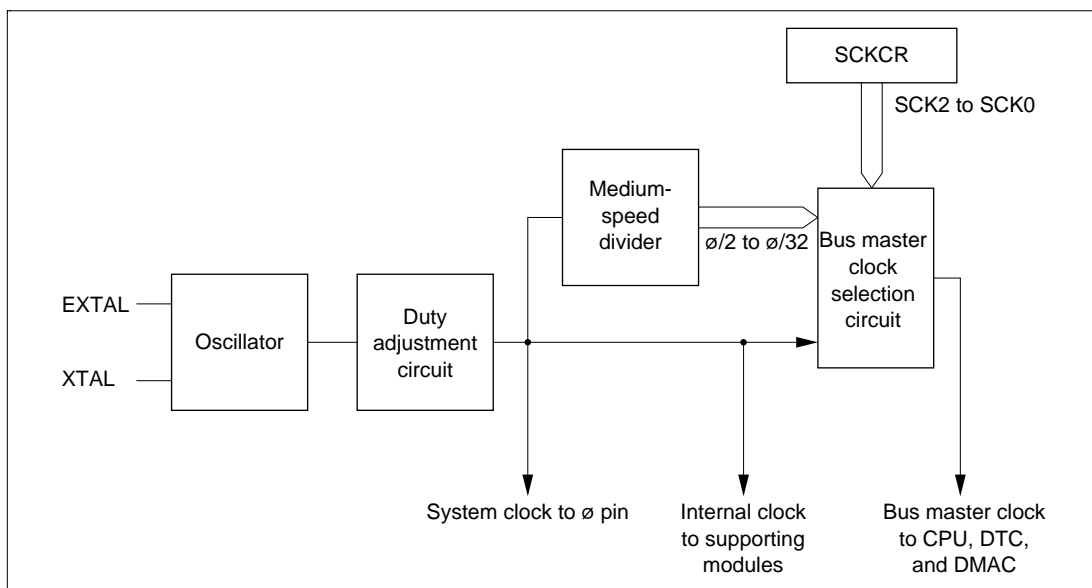 SCKCR
SCK2 to SCK0
Medium-
speed
divider
ø/2 to ø/32
Bus master
clock
selection
circuit
EXTAL
XTAL
Oscillator
Duty
adjustment
circuit
System clock to ø pin
Internal clock
to supporting
modules
Bus master clock
to CPU, DTC,
and DMAC